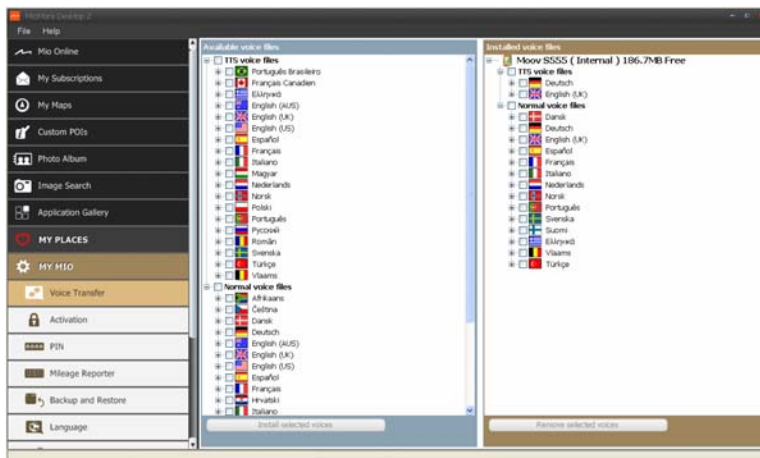 MioMore Desktop 2
File Help
Mio Online
My Subscriptions
My Maps
Custom POIs
Photo Album
Image Search
Application Gallery
MY PLACES
MY MIO
Voice Transfer
Activation
PIN
Mileage Reporter
Backup and Restore
Language
Available voice files
TTS voice files
Português Brasileiro
Français Canadien
Ελληνικά
English (AUS)
English (UK)
English (US)
Español
Français
Italiano
Magyar
Nederlands
Norsk
Polski
Português
Русский
Român
Svenska
Türkçe
Vlaams
Normal voice files
Afrikaans
Čeština
Dansk
Deutsch
English (AUS)
English (UK)
English (US)
Español
Français
Hrvatski
Italiano
Install selected voices
Installed voice files
Moov S555 ( Internal ) 186.7MB Free
TTS voice files
Deutsch
English (UK)
Normal voice files
Dansk
Deutsch
English (UK)
Español
Français
Italiano
Nederlands
Norsk
Português
Svenska
Suomi
Ελληνικά
Türkçe
Remove selected voices